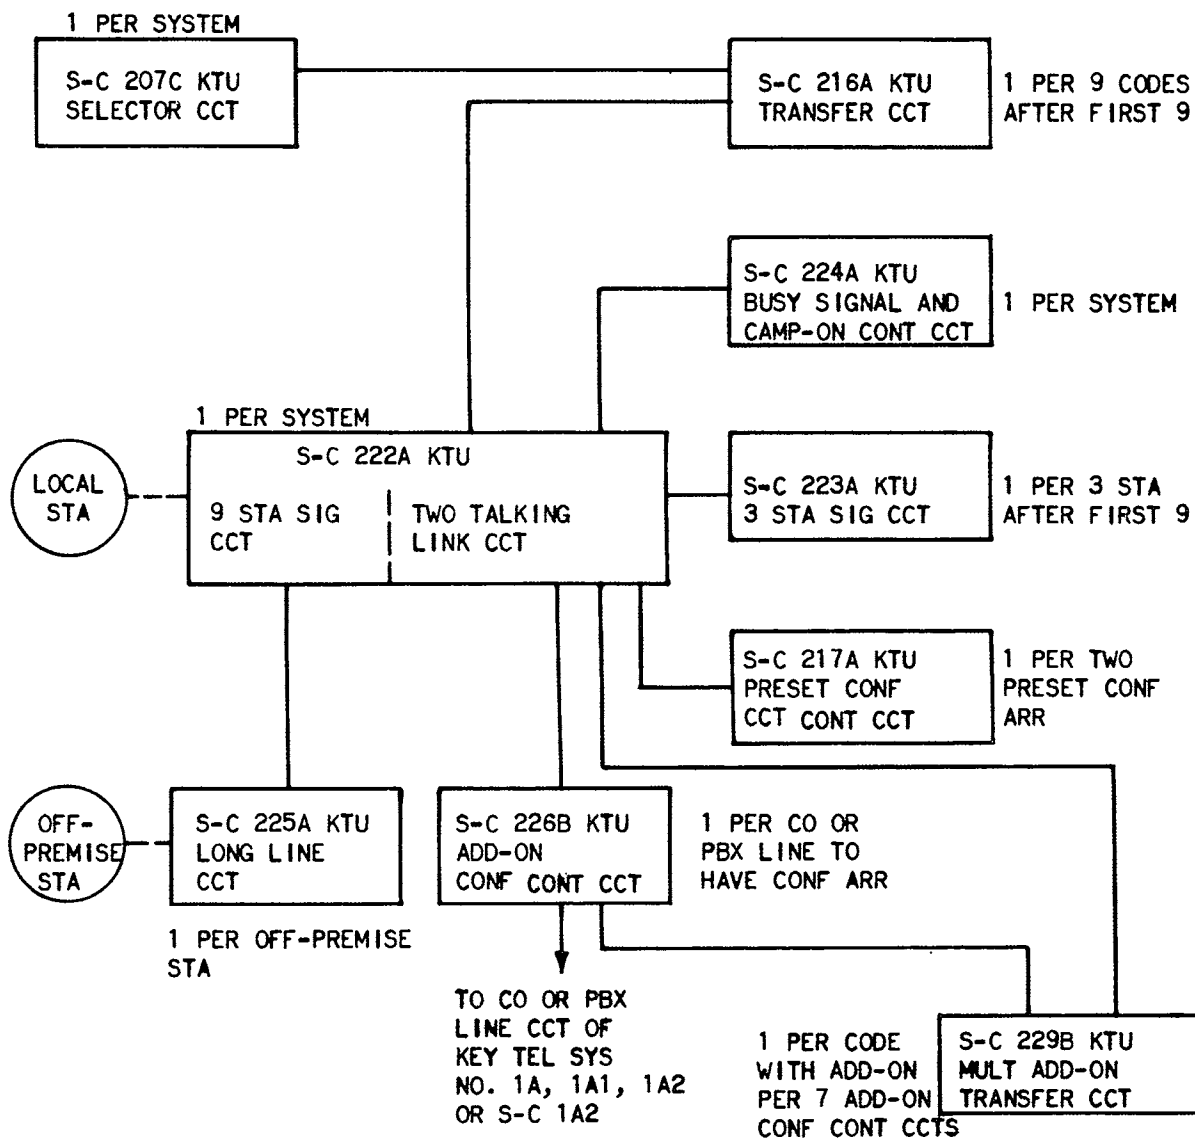 1 PER SYSTEM
S-C 207C KTU
SELECTOR CCT
S-C 216A KTU
TRANSFER CCT
1 PER 9 CODES
AFTER FIRST 9
S-C 224A KTU
BUSY SIGNAL AND
CAMP-ON CONT CCT
1 PER SYSTEM
1 PER SYSTEM
S-C 222A KTU
LOCAL
STA
9 STA SIG
CCT
TWO TALKING
LINK CCT
S-C 223A KTU
3 STA SIG CCT
1 PER 3 STA
AFTER FIRST 9
S-C 217A KTU
PRESET CONF
CCT CONT CCT
1 PER TWO
PRESET CONF
ARR
OFF-
PREMISE
STA
S-C 225A KTU
LONG LINE
CCT
1 PER OFF-PREMISE
STA
S-C 226B KTU
ADD-ON
CONF CONT CCT
1 PER CO OR
PBX LINE TO
HAVE CONF ARR
TO CO OR PBX
LINE CCT OF
KEY TEL SYS
NO. 1A, 1A1, 1A2
OR S-C 1A2
1 PER CODE
WITH ADD-ON
PER 7 ADD-ON
CONF CONT CCTS
S-C 229B KTU
MULT ADD-ON
TRANSFER CCT